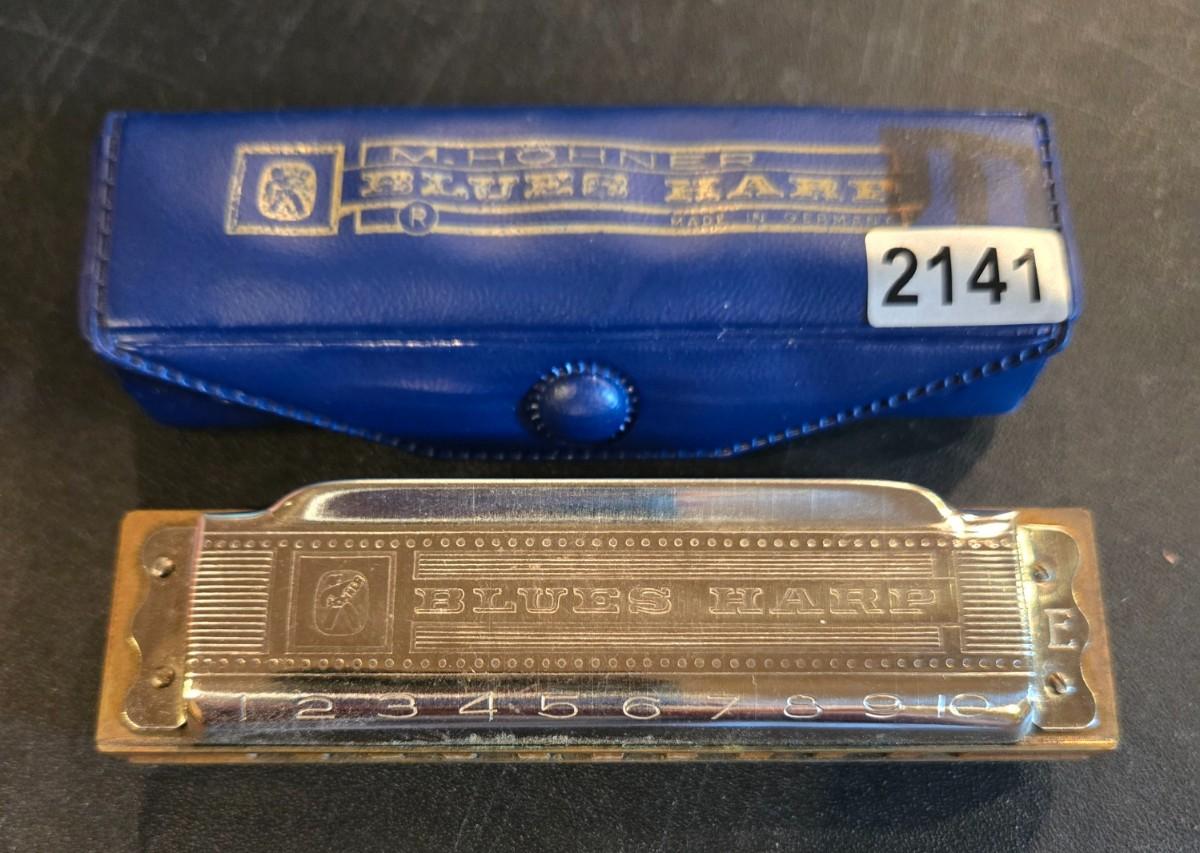 M. HOHNER
BLUES HARP
®
MADE IN GERMANY
2141
BLUES HARP
E
1 2 3 4 5 6 7 8 9 10